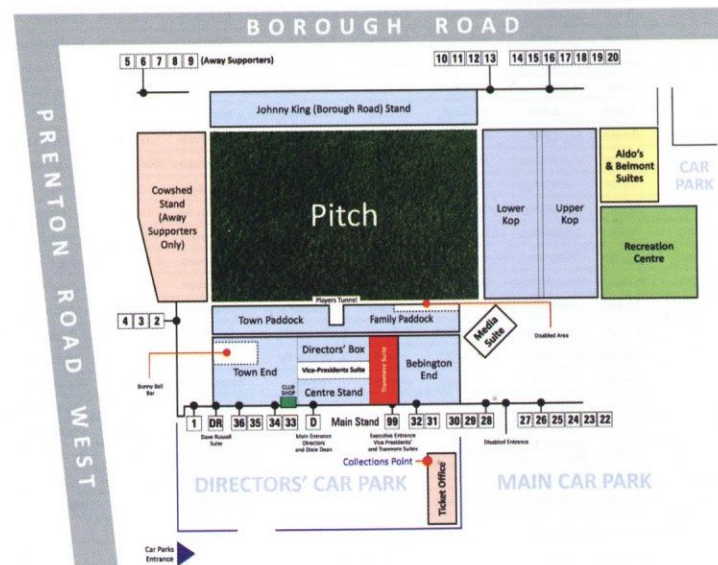 BOROUGH ROAD
PRENTON ROAD WEST
5 6 7 8 9 (Away Supporters)
10 11 12 13
14 15 16 17 18 19 20
Johnny King (Borough Road) Stand
Cowshed
Stand
(Away
Supporters
Only)
Pitch
Lower
Kop
Upper
Kop
Aldo's
& Belmont
Suites
CAR
PARK
Recreation
Centre
Players Tunnel
4 3 2
Town Paddock
Family Paddock
Media
Suite
Disabled Area
Bunny Bell
Bar
Town End
Directors' Box
Vice-Presidents Suite
Centre Stand
Tranmere Suite
Bebington
End
CLUB
SHOP
1 DR 36 35 34 33 D Main Stand 99 32 31 30 29 28 27 26 25 24 23 22
Dave Russell
Suite
Main Entrance
Directors
and Dixie Dean
Executive Entrance
Vice Presidents'
and Tranmere Suites
Disabled Entrance
Collections Point
Ticket Office
DIRECTORS' CAR PARK
MAIN CAR PARK
Car Parks
Entrance